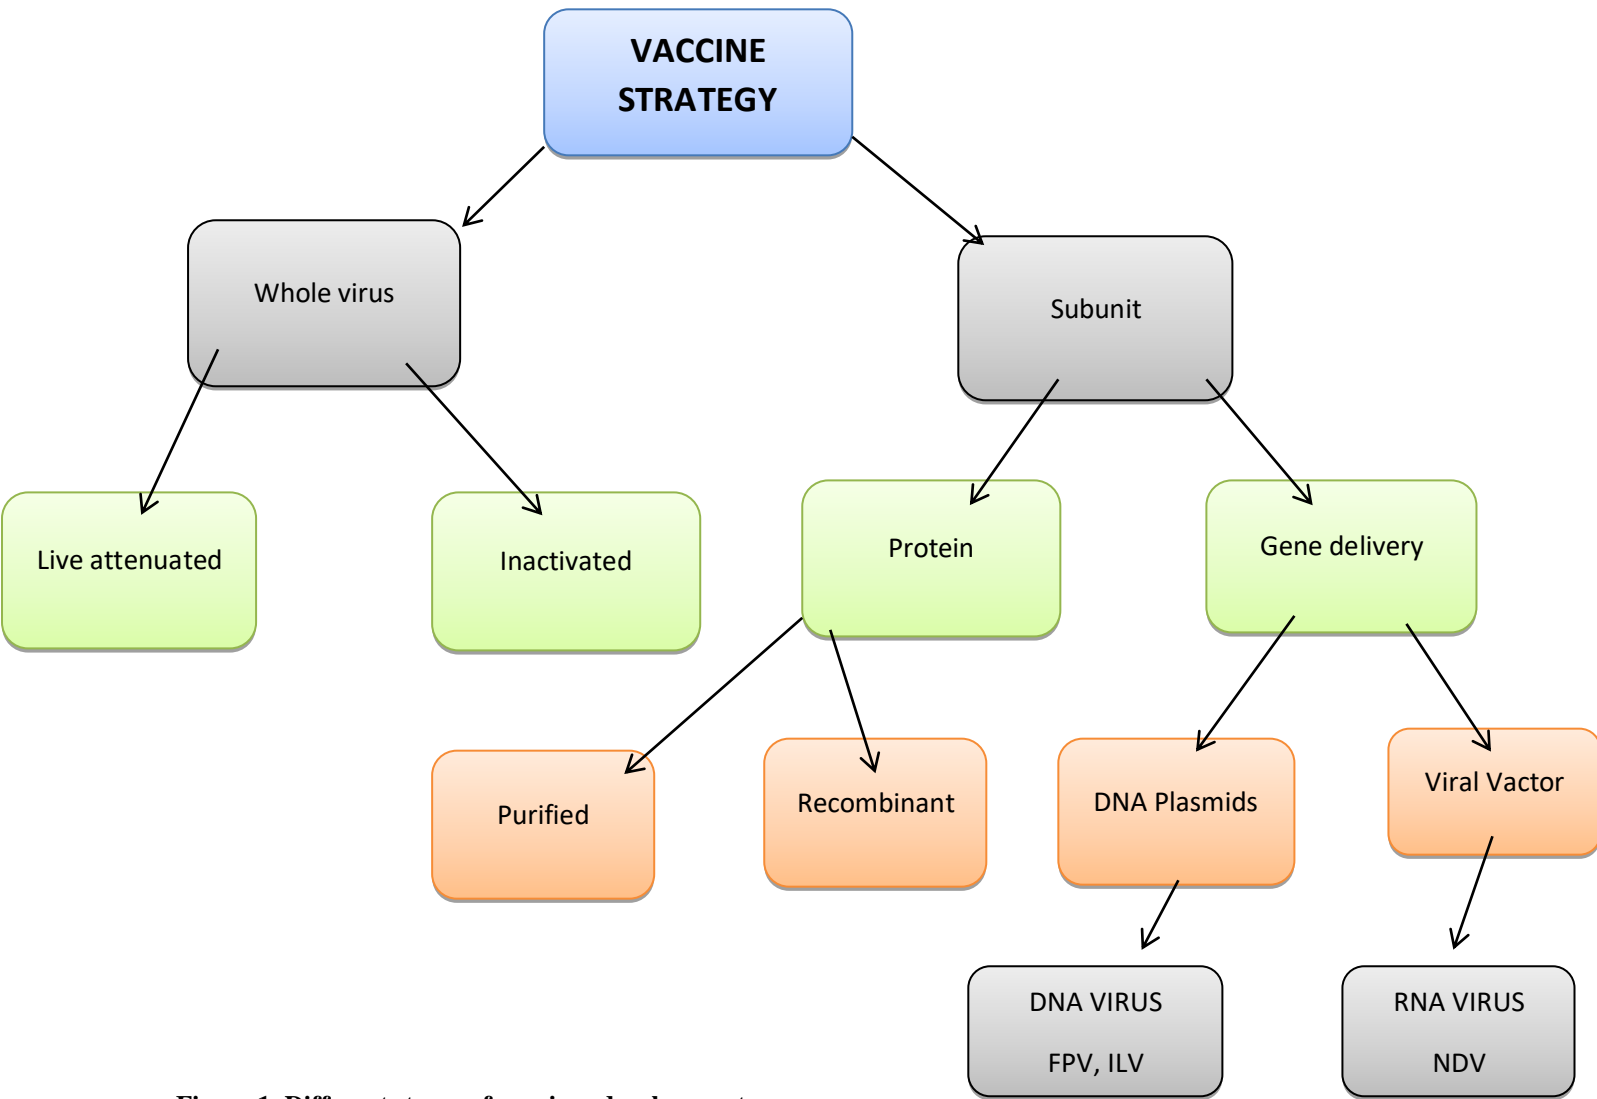 VACCINE
STRATEGY
Whole virus
Subunit
Live attenuated
Inactivated
Protein
Gene delivery
Purified
Recombinant
DNA Plasmids
Viral Vactor
DNA VIRUS
FPV, ILV
RNA VIRUS
NDV